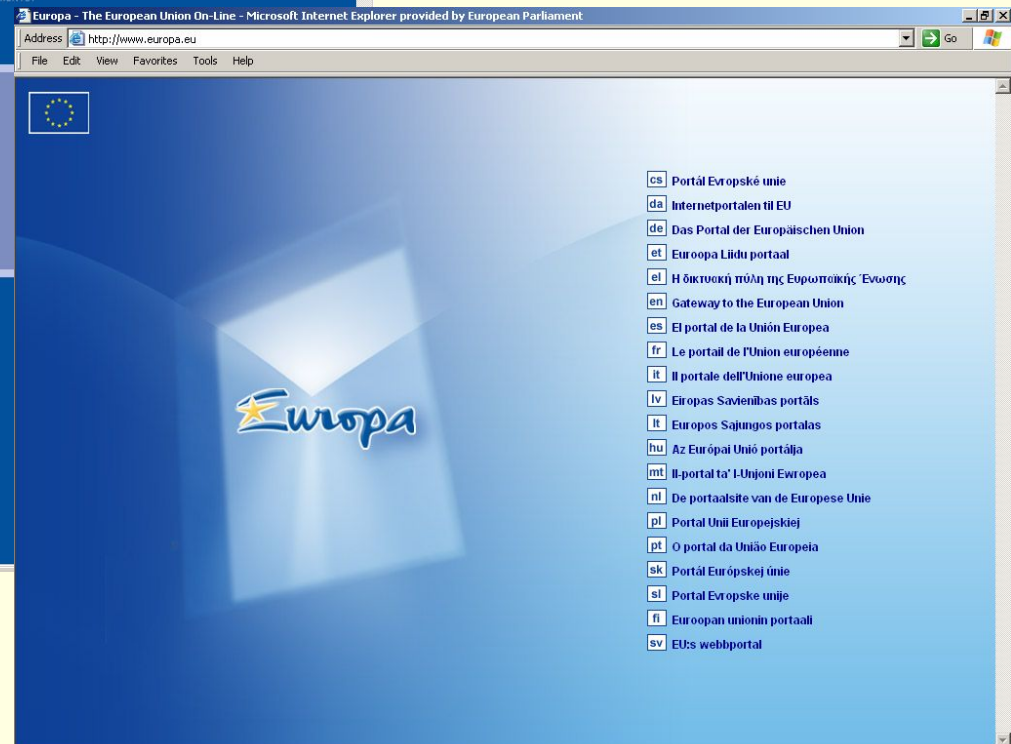 Europa - The European Union On-Line - Microsoft Internet Explorer provided by European Parliament
Address http://www.europa.eu Go
File Edit View Favorites Tools Help
cs Portál Evropské unie
da Internetportalen til EU
de Das Portal der Europäischen Union
et Euroopa Liidu portaal
el Η δικτυακή πύλη της Ευρωπαϊκής Ένωσης
en Gateway to the European Union
es El portal de la Unión Europea
fr Le portail de l'Union européenne
it Il portale dell'Unione europea
lv Eiropas Savienības portāls
lt Europos Sąjungos portalas
hu Az Európai Unió portálja
mt Il-portal ta' l-Unjoni Ewropea
nl De portaalsite van de Europese Unie
pl Portal Unii Europejskiej
pt O portal da União Europeia
sk Portál Európskej únie
sl Portal Evropske unije
fi Euroopan unionin portaali
sv EU:s webbportal
Europa